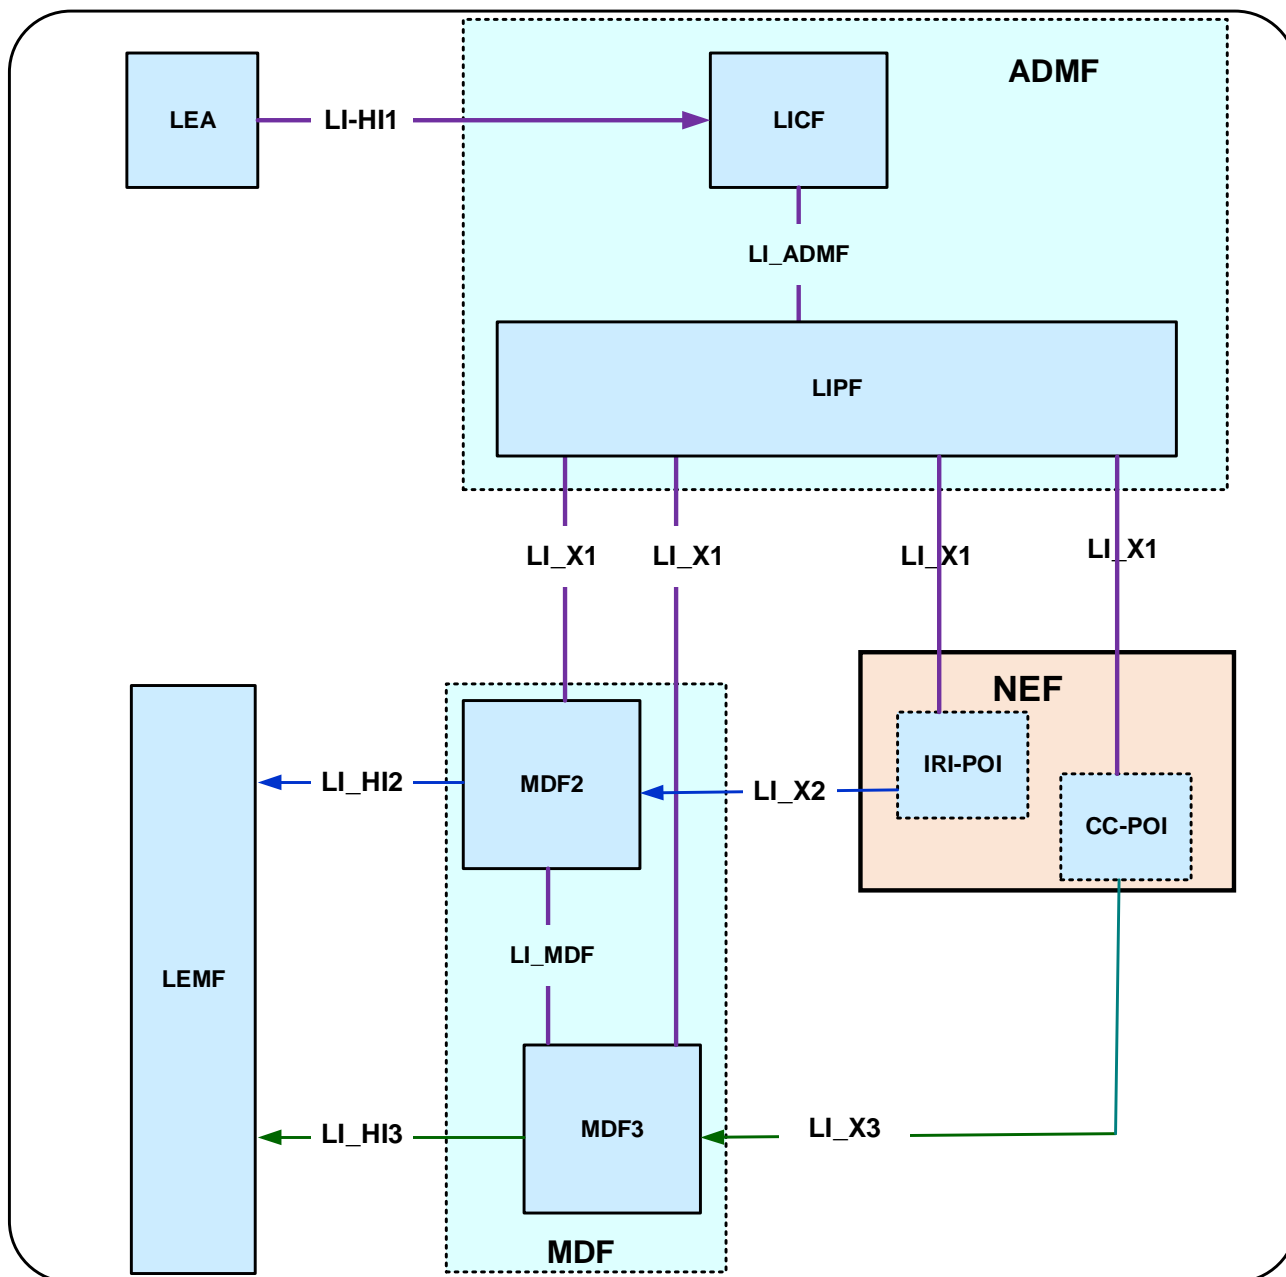 ADMF
LEA
LI-HI1
LICF
LI_ADMF
LIPF
LI_X1
LI_X1
LI_X1
LI_X1
NEF
IRI-POI
CC-POI
LI_HI2
MDF2
LI_X2
LI_MDF
LEMF
LI_HI3
MDF3
LI_X3
MDF